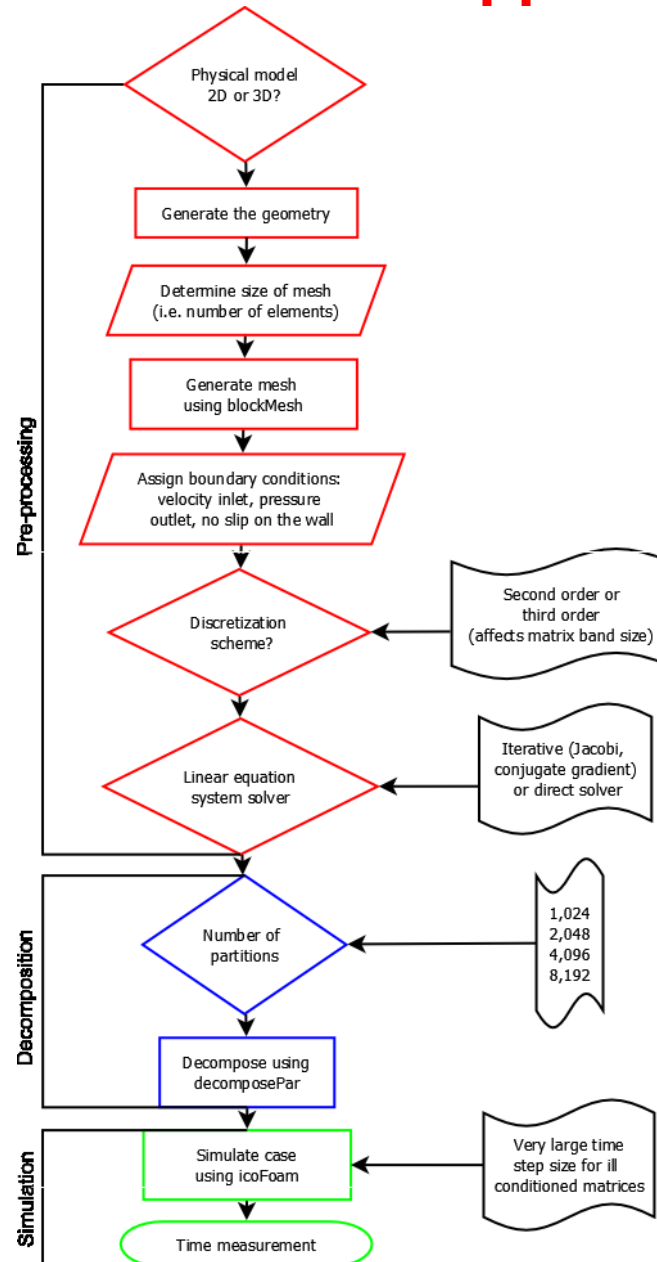 Physical model
2D or 3D?
Generate the geometry
Determine size of mesh
(i.e. number of elements)
Generate mesh
using blockMesh
Assign boundary conditions:
velocity inlet, pressure
outlet, no slip on the wall
Pre-processing
Discretization
scheme?
Second order or
third order
(affects matrix band size)
Linear equation
system solver
Iterative (Jacobi,
conjugate gradient)
or direct solver
Decomposition
Number of
partitions
1,024
2,048
4,096
8,192
Decompose using
decomposePar
Simulation
Simulate case
using icoFoam
Very large time
step size for ill
conditioned matrices
Time measurement